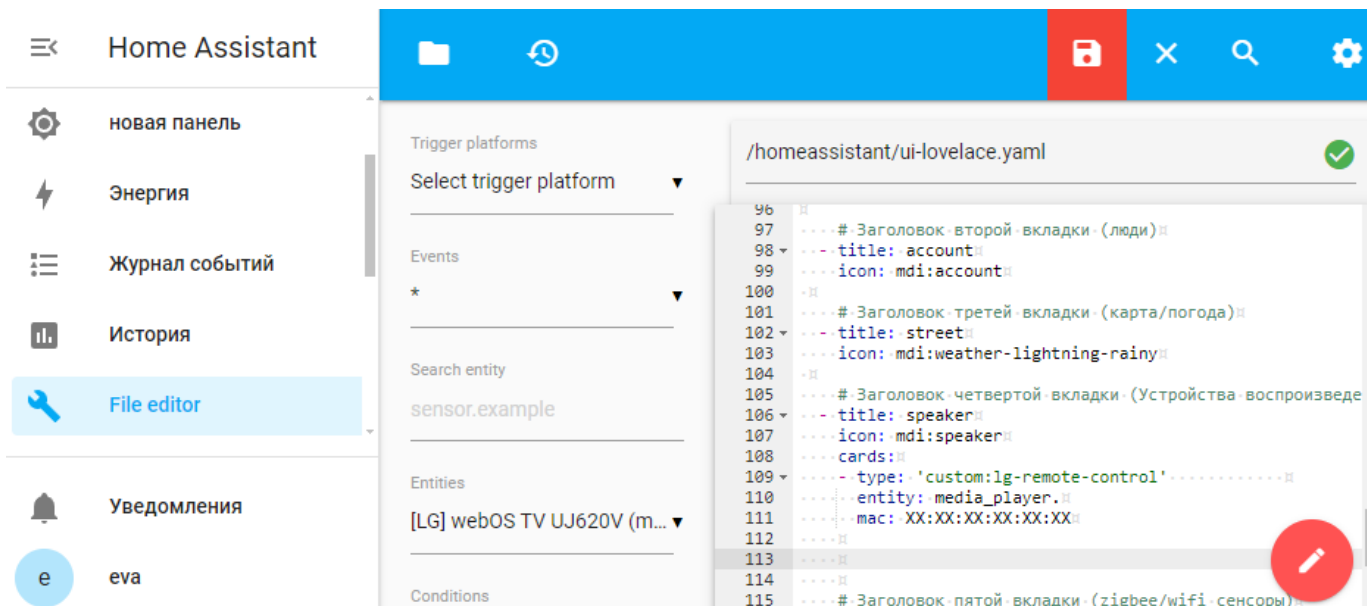 Home Assistant
новая панель
Энергия
Журнал событий
История
File editor
Уведомления
e
eva
Trigger platforms
Select trigger platform
Events
*
Search entity
sensor.example
Entities
[LG] webOS TV UJ620V (m...
Conditions
/homeassistant/ui-lovelace.yaml
96
97 # Заголовок второй вкладки (люди)
98 - title: account
99 icon: mdi:account
100
101 # Заголовок третей вкладки (карта/погода)
102 - title: street
103 icon: mdi:weather-lightning-rainy
104
105 # Заголовок четвертой вкладки (Устройства воспроизведе
106 - title: speaker
107 icon: mdi:speaker
108 cards:
109 - type: 'custom:lg-remote-control'
110 entity: media_player.
111 mac: XX:XX:XX:XX:XX:XX
112
113
114
115 # Заголовок пятой вкладки (zigbee/wifi сенсоры)